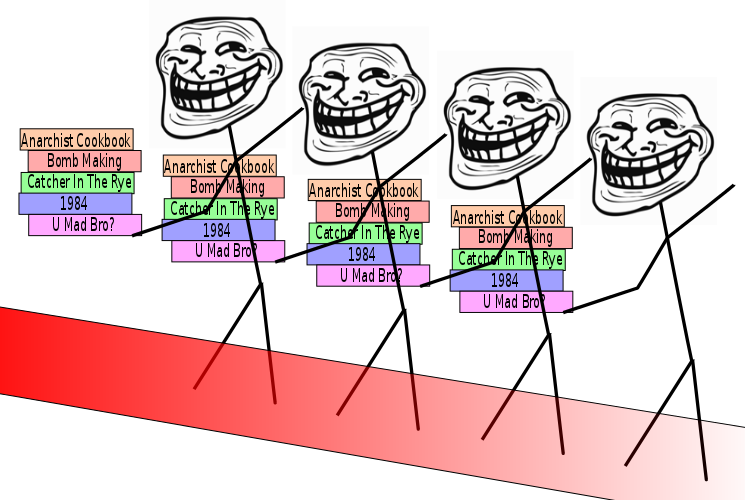 Anarchist Cookbook
Bomb Making
Catcher In The Rye
1984
U Mad Bro?
Anarchist Cookbook
Bomb Making
Catcher In The Rye
1984
U Mad Bro?
Anarchist Cookbook
Bomb Making
Catcher In The Rye
1984
U Mad Bro?
Anarchist Cookbook
Bomb Making
Catcher In The Rye
1984
U Mad Bro?